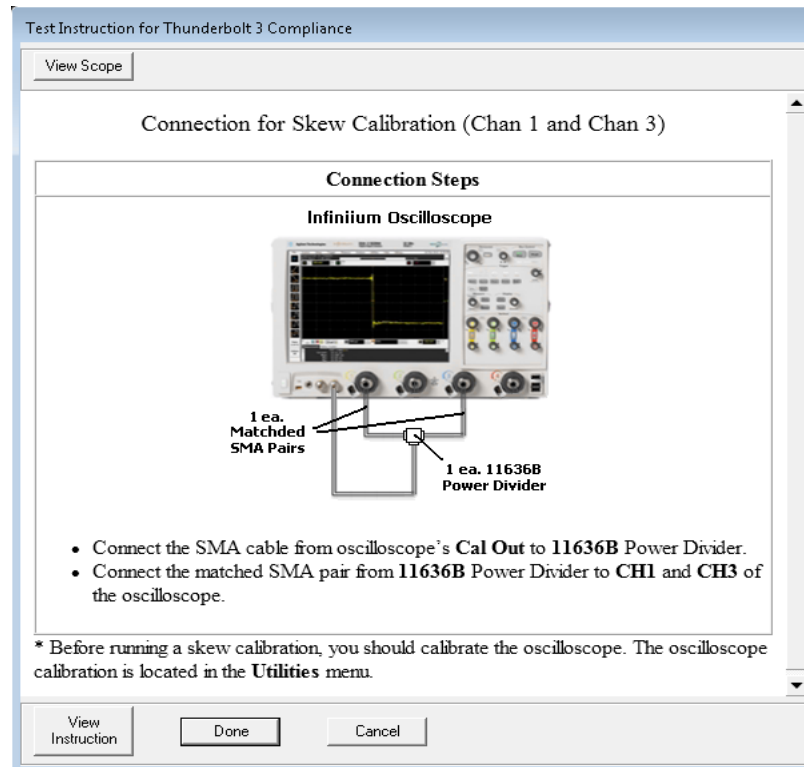 Test Instruction for Thunderbolt 3 Compliance
View Scope
Connection for Skew Calibration (Chan 1 and Chan 3)
Connection Steps
Infiniium Oscilloscope
1 ea.
Matchded
SMA Pairs
1 ea. 11636B
Power Divider
• Connect the SMA cable from oscilloscope's Cal Out to 11636B Power Divider.
• Connect the matched SMA pair from 11636B Power Divider to CH1 and CH3 of
the oscilloscope.
* Before running a skew calibration, you should calibrate the oscilloscope. The oscilloscope
calibration is located in the Utilities menu.
View
Instruction
Done
Cancel